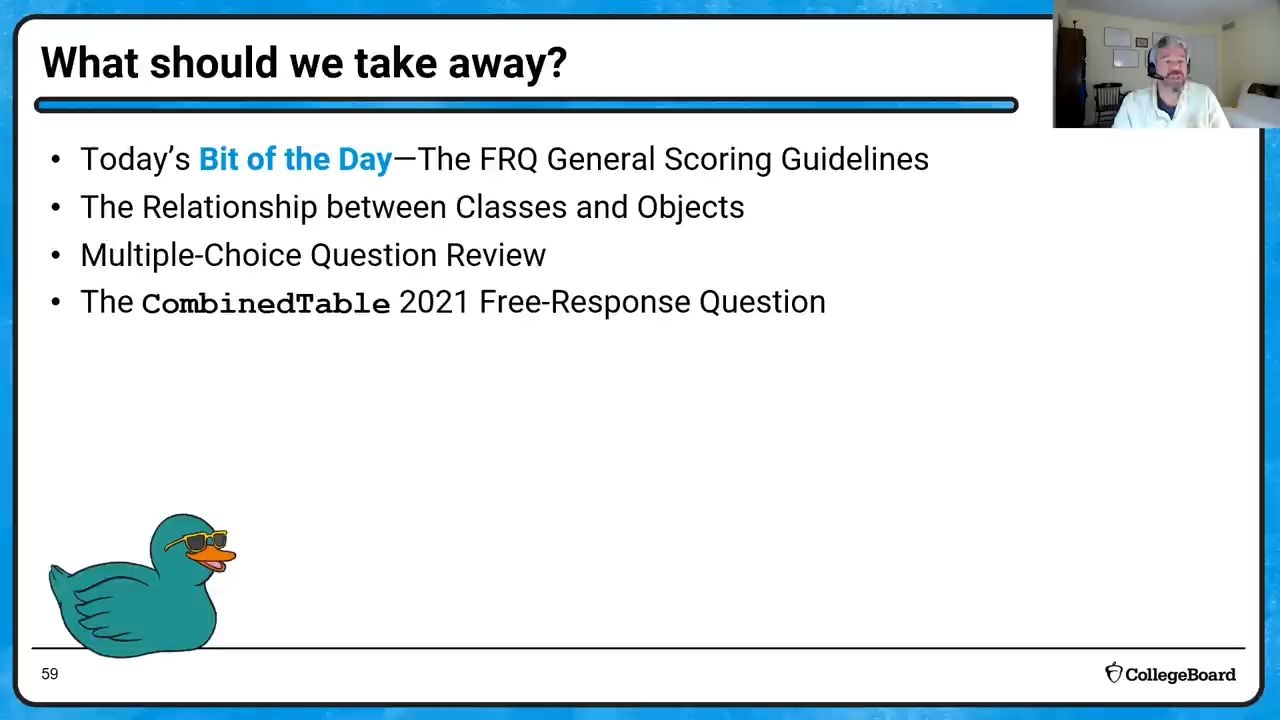 What should we take away?
• Today’s Bit of the Day—The FRQ General Scoring Guidelines
• The Relationship between Classes and Objects
• Multiple-Choice Question Review
• The CombinedTable 2021 Free-Response Question
59
CollegeBoard